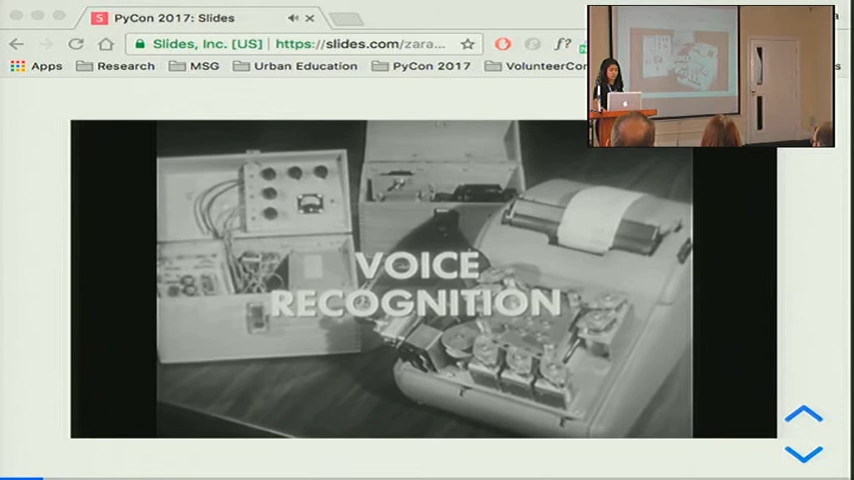 PyCon 2017: Slides
Slides, Inc. [US] https://slides.com/zara...
f?
Apps Research MSG Urban Education PyCon 2017 VolunteerCor
VOICE
RECOGNITION